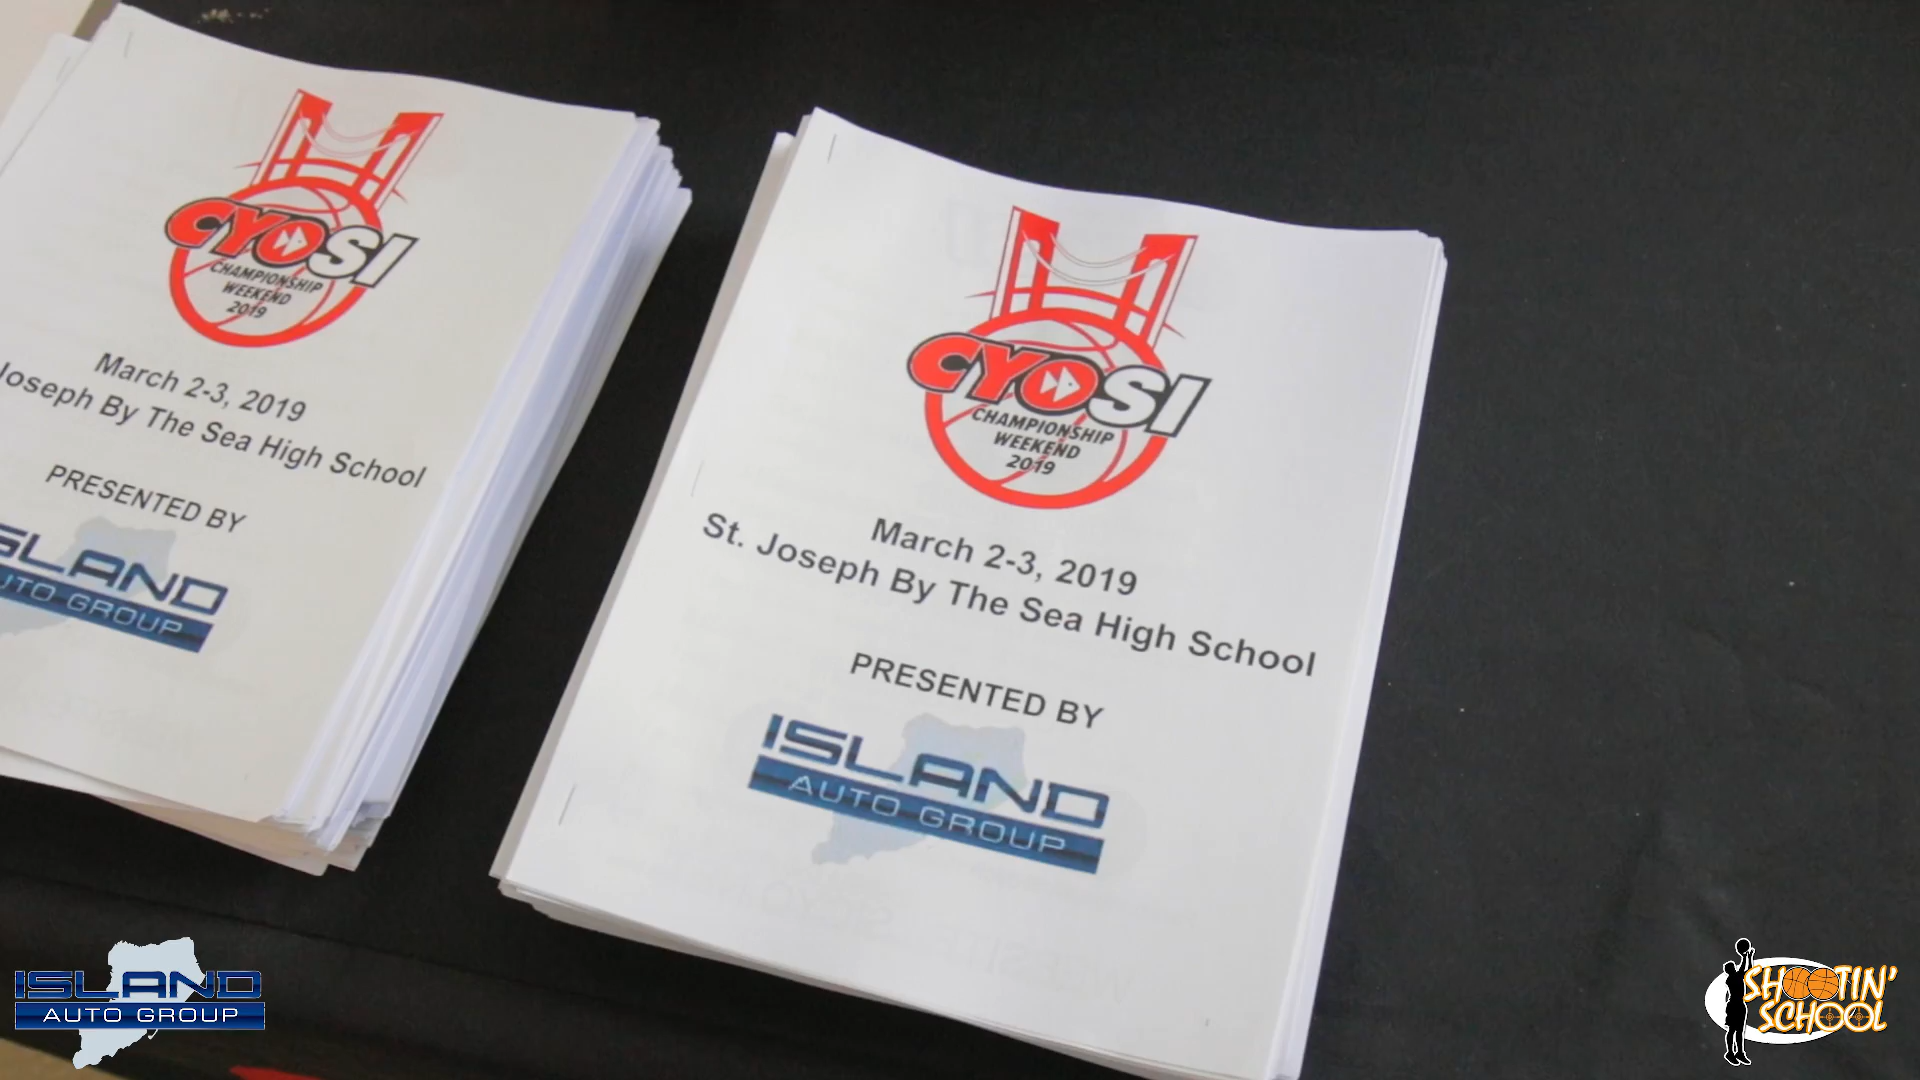 CYOSI
CHAMPIONSHIP
WEEKEND
2019
March 2-3, 2019
Joseph By The Sea High School
PRESENTED BY
ISLAND
AUTO GROUP
CYOSI
CHAMPIONSHIP
WEEKEND
2019
March 2-3, 2019
St. Joseph By The Sea High School
PRESENTED BY
ISLAND
AUTO GROUP
ISLAND
AUTO GROUP
SHOOTIN'
SCHOOL